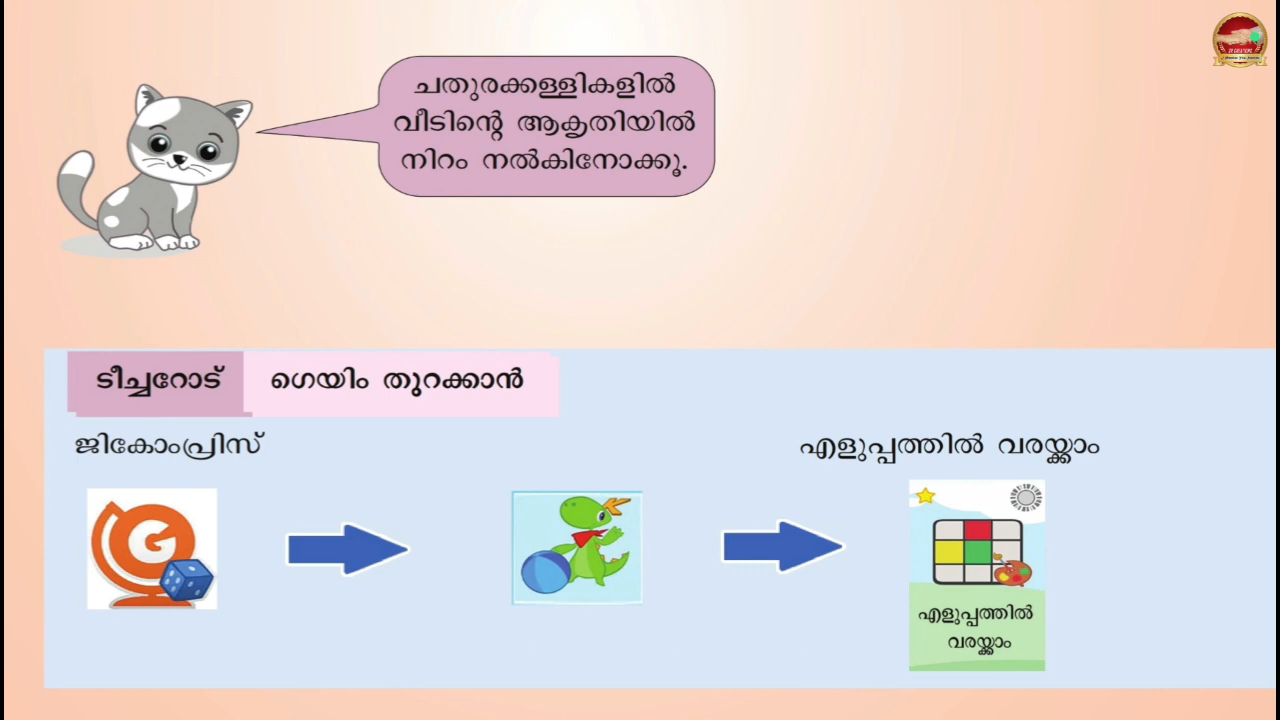 ചതുരക്കള്ളികളിൽ
വീടിന്റെ ആകൃതിയിൽ
നിറം നൽകിനോക്കൂ.
ടീച്ചറോട് ഗെയിം തുറക്കാൻ
ജികോംപ്രിസ്
എളുപ്പത്തിൽ വരയ്ക്കാം
എളുപ്പത്തിൽ
വരയ്ക്കാം